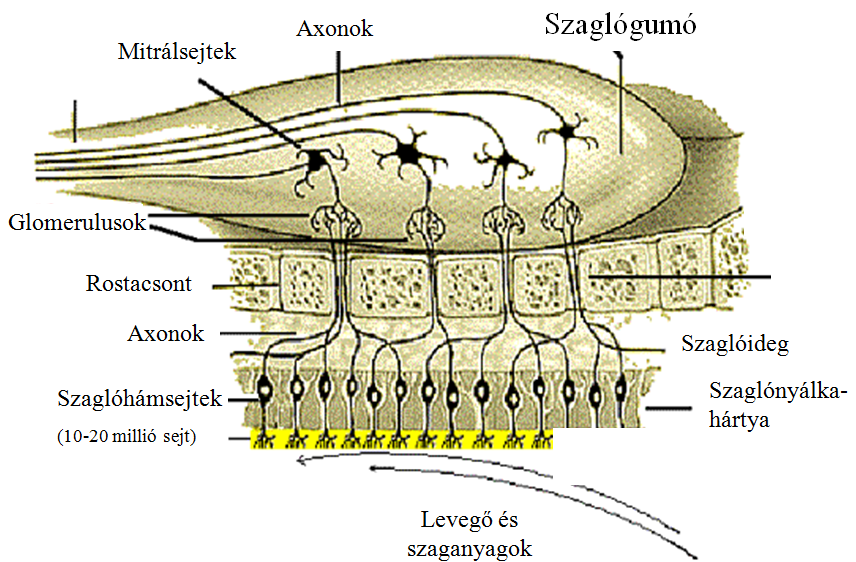 Axonok
Szaglógumó
Mitrálsejtek
Glomerulusok
Rostacsont
Axonok
Szaglóideg
Szaglóhámsejtek
(10-20 millió sejt)
Szaglónyálka-
hártya
Levegő és
szaganyagok